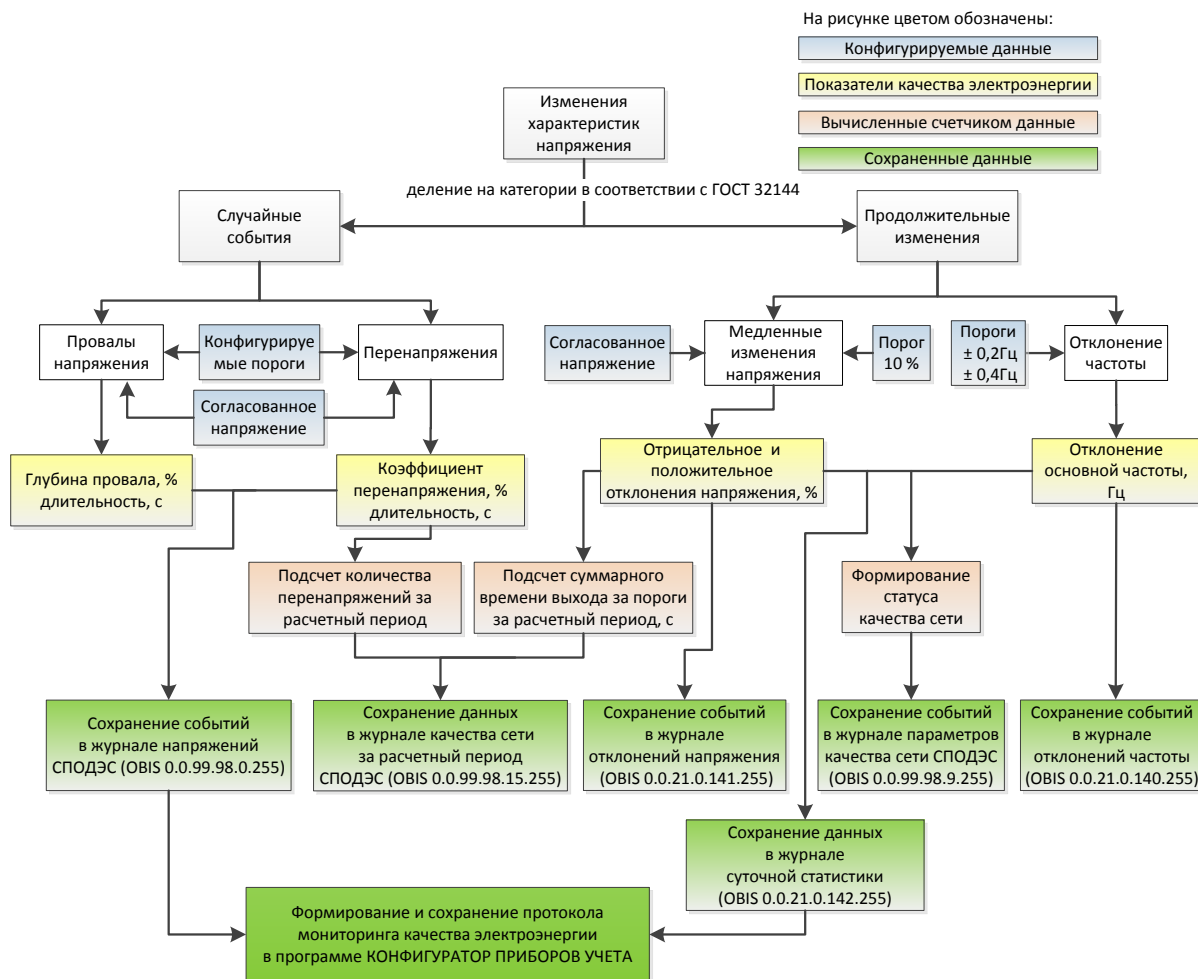 На рисунке цветом обозначены:
Конфигурируемые данные
Показатели качества электроэнергии
Вычисленные счетчиком данные
Сохраненные данные
Изменения
характеристик
напряжения
деление на категории в соответствии с ГОСТ 32144
Случайные
события
Продолжительные
изменения
Провалы
напряжения
Конфигурируе
мые пороги
Перенапряжения
Согласованное
напряжение
Согласованное
напряжение
Медленные
изменения
напряжения
Порог
10 %
Пороги
± 0,2Гц
± 0,4Гц
Отклонение
частоты
Глубина провала, %
длительность, с
Коэффициент
перенапряжения, %
длительность, с
Отрицательное и
положительное
отклонения напряжения, %
Отклонение
основной частоты,
Гц
Подсчет количества
перенапряжений за
расчетный период
Подсчет суммарного
времени выхода за пороги
за расчетный период, с
Формирование
статуса
качества сети
Сохранение событий
в журнале напряжений
СПОДЭС (OBIS 0.0.99.98.0.255)
Сохранение данных
в журнале качества сети
за расчетный период
СПОДЭС (OBIS 0.0.99.98.15.255)
Сохранение событий
в журнале
отклонений напряжения
(OBIS 0.0.21.0.141.255)
Сохранение событий
в журнале параметров
качества сети СПОДЭС
(OBIS 0.0.99.98.9.255)
Сохранение событий
в журнале
отклонений частоты
(OBIS 0.0.21.0.140.255)
Сохранение данных
в журнале
суточной статистики
(OBIS 0.0.21.0.142.255)
Формирование и сохранение протокола
мониторинга качества электроэнергии
в программе КОНФИГУРАТОР ПРИБОРОВ УЧЕТА